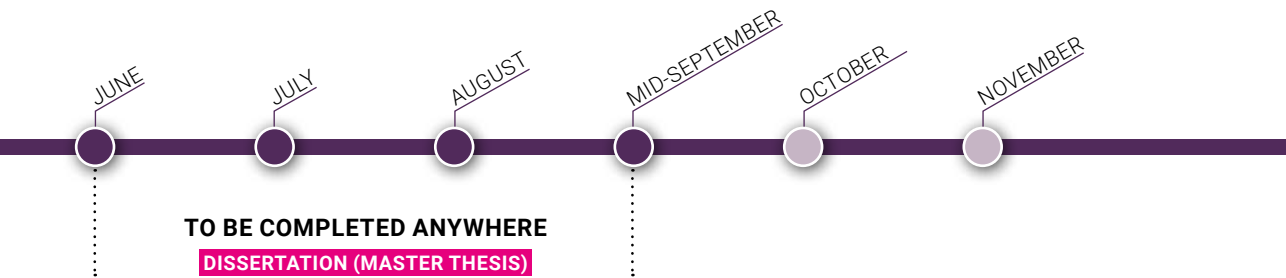 JUNE
JULY
AUGUST
MID-SEPTEMBER
OCTOBER
NOVEMBER
TO BE COMPLETED ANYWHERE
DISSERTATION (MASTER THESIS)